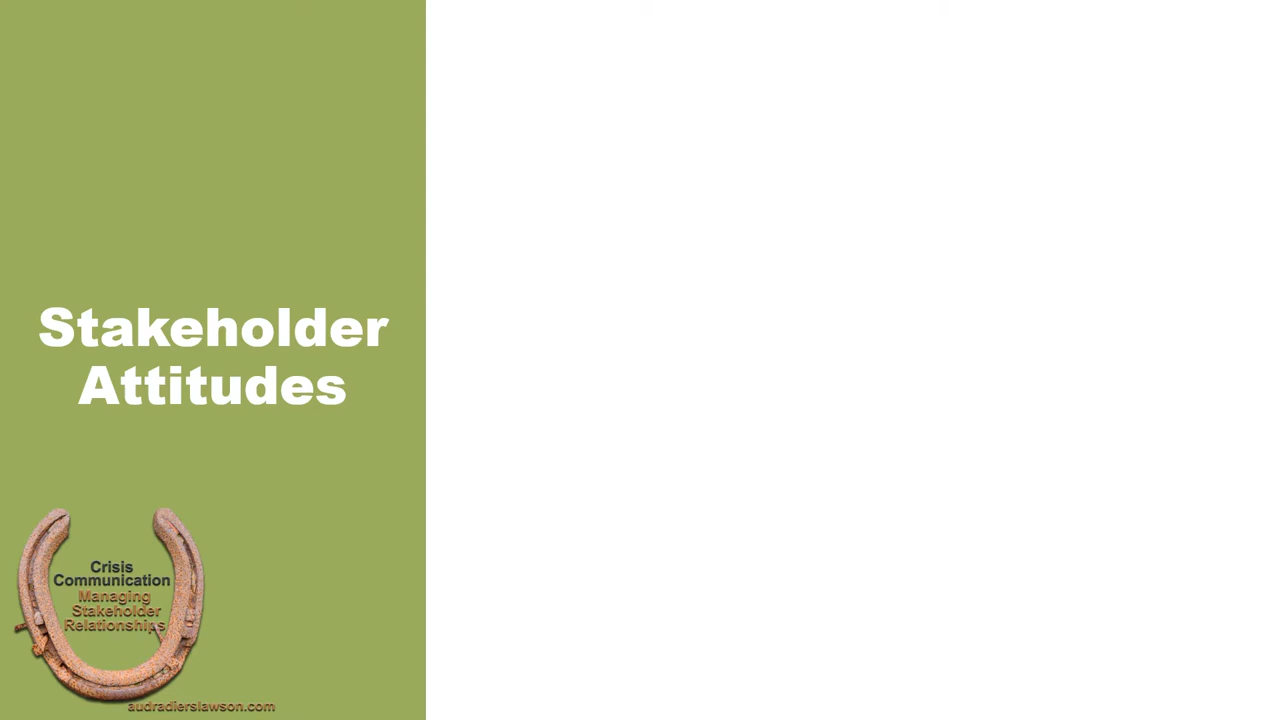 Stakeholder
Attitudes
Crisis
Communication
Managing
Stakeholder
Relationships
audradierslawson.com